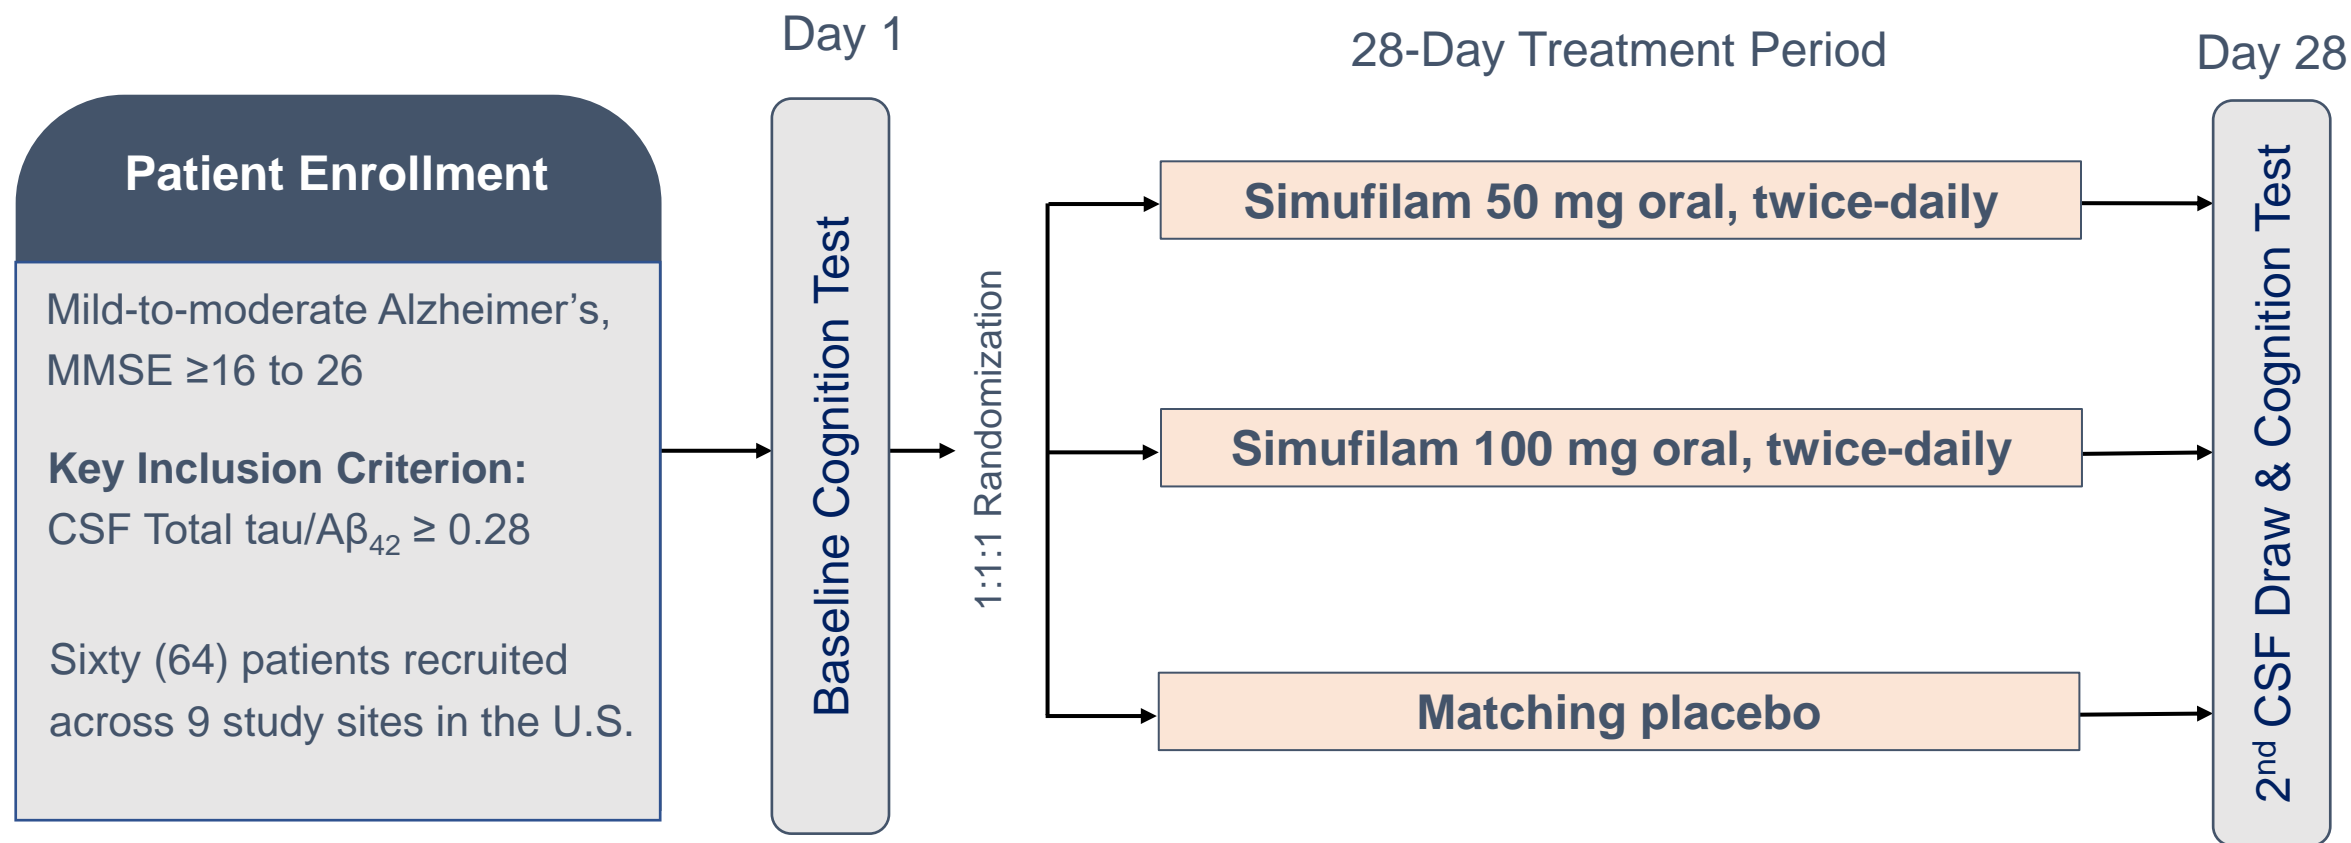 Day 1
28-Day Treatment Period
Day 28
Patient Enrollment
Mild-to-moderate Alzheimer’s,
MMSE ≥16 to 26
Key Inclusion Criterion:
CSF Total tau/Aβ₄₂ ≥ 0.28
Sixty (64) patients recruited
across 9 study sites in the U.S.
Baseline Cognition Test
1:1:1 Randomization
Simufilam 50 mg oral, twice-daily
Simufilam 100 mg oral, twice-daily
Matching placebo
2ⁿᵈ CSF Draw & Cognition Test